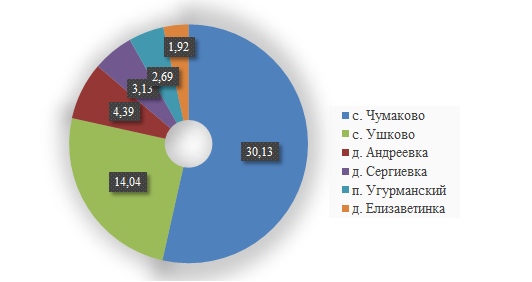 1,92
2,69
3,13
4,39
14,04
30,13
с. Чумаково
с. Ушково
д. Андреевка
д. Сергиевка
п. Угурманский
д. Елизаветинка